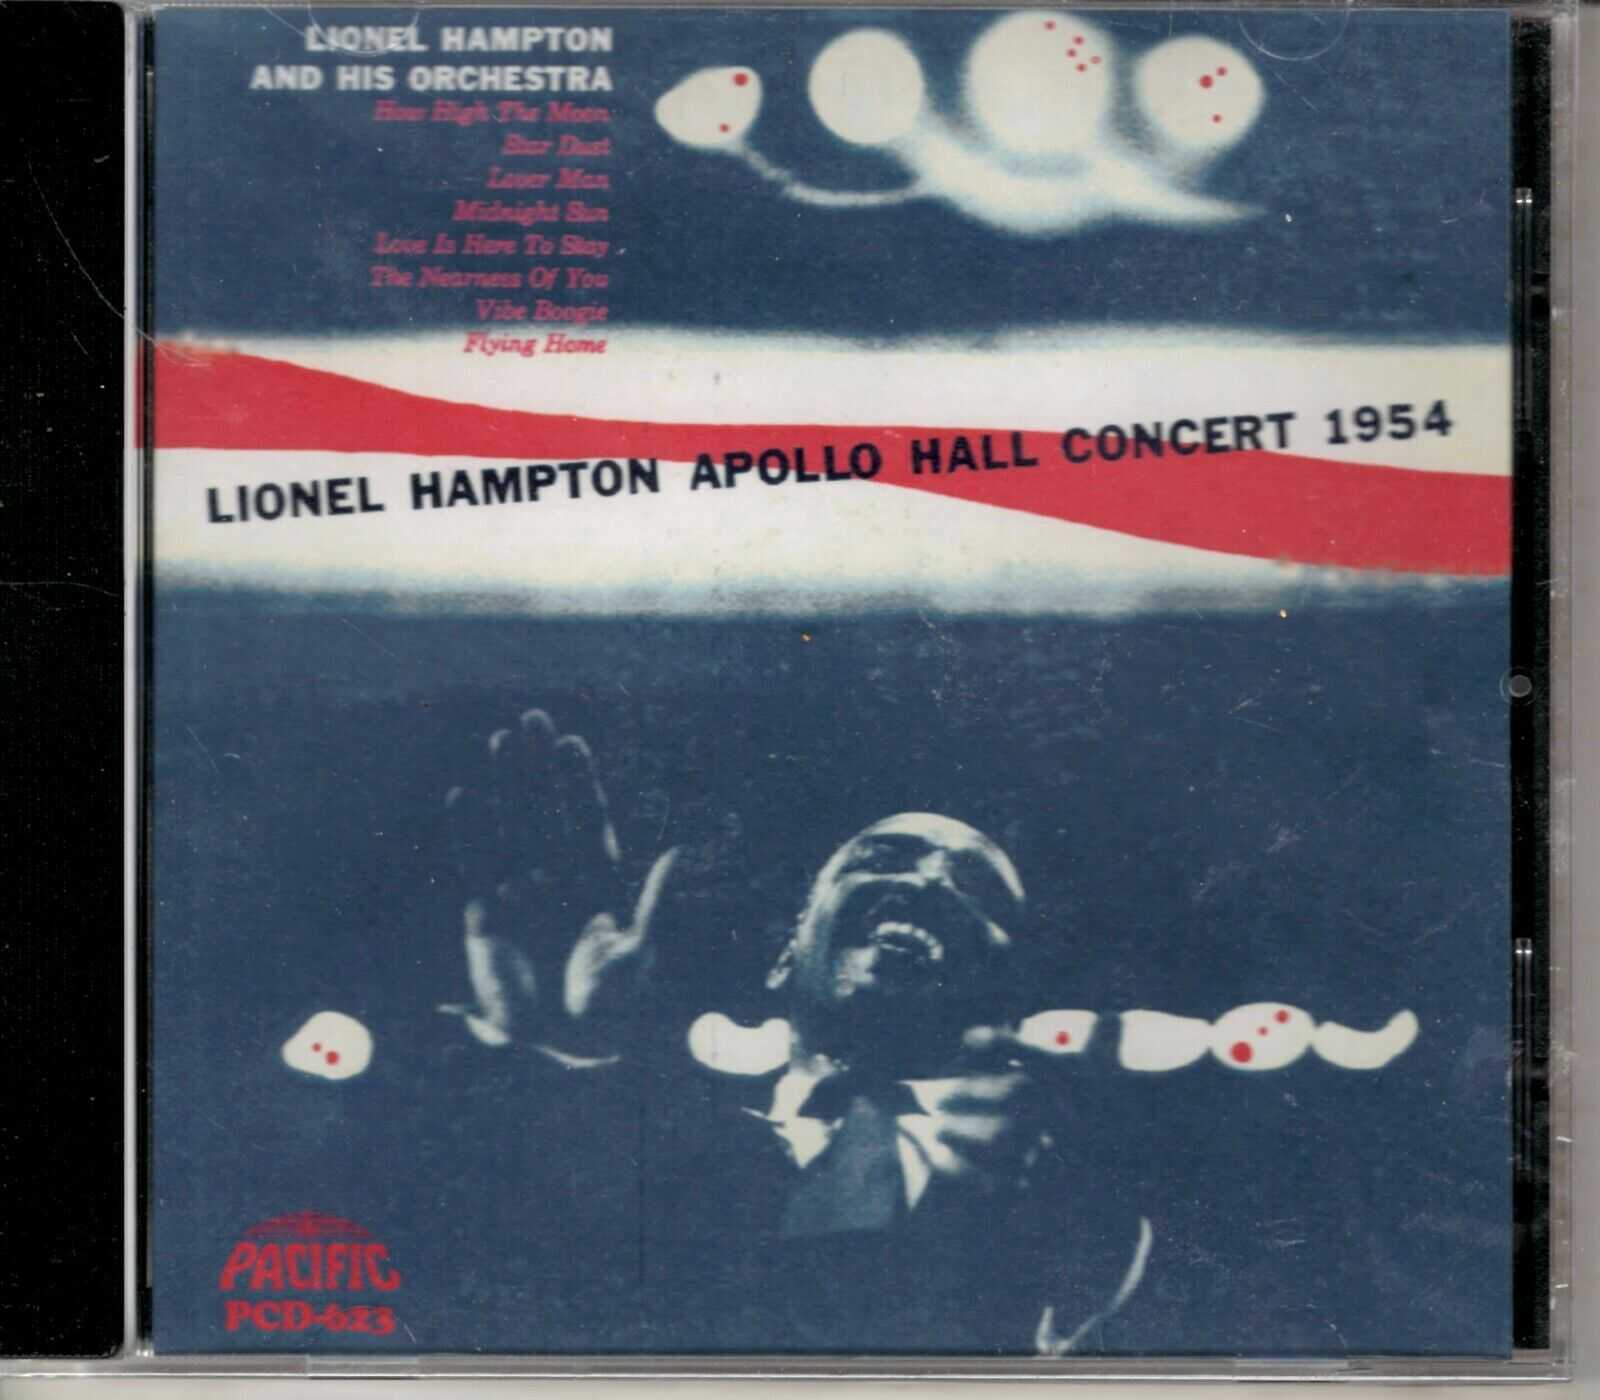 LIONEL HAMPTON
AND HIS ORCHESTRA
How High The Moon
Star Dust
Lover Man
Midnight Sun
Love Is Here To Stay
The Nearness Of You
Vibe Boogie
Flying Home
LIONEL HAMPTON APOLLO HALL CONCERT 1954
PACIFIC
PCD-623